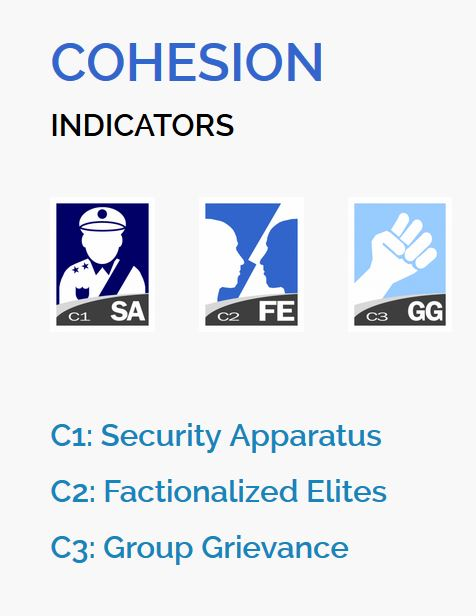 COHESION
INDICATORS
C1 SA
C2 FE
C3 GG
C1: Security Apparatus
C2: Factionalized Elites
C3: Group Grievance